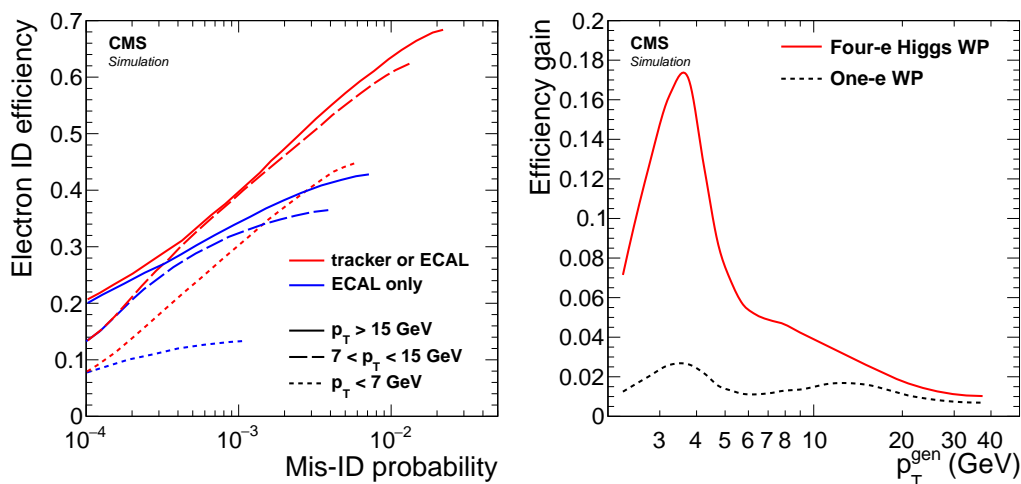 CMS
Simulation
Electron ID efficiency
0.7
0.6
0.5
0.4
0.3
0.2
0.1
0
tracker or ECAL
ECAL only
p_T > 15 GeV
7 < p_T < 15 GeV
p_T < 7 GeV
10^−4 10^−3 10^−2
Mis-ID probability
CMS
Simulation
Four-e Higgs WP
One-e WP
Efficiency gain
0.2
0.18
0.16
0.14
0.12
0.1
0.08
0.06
0.04
0.02
0
3 4 5 6 7 8 10 20 30 40
p_T^gen (GeV)